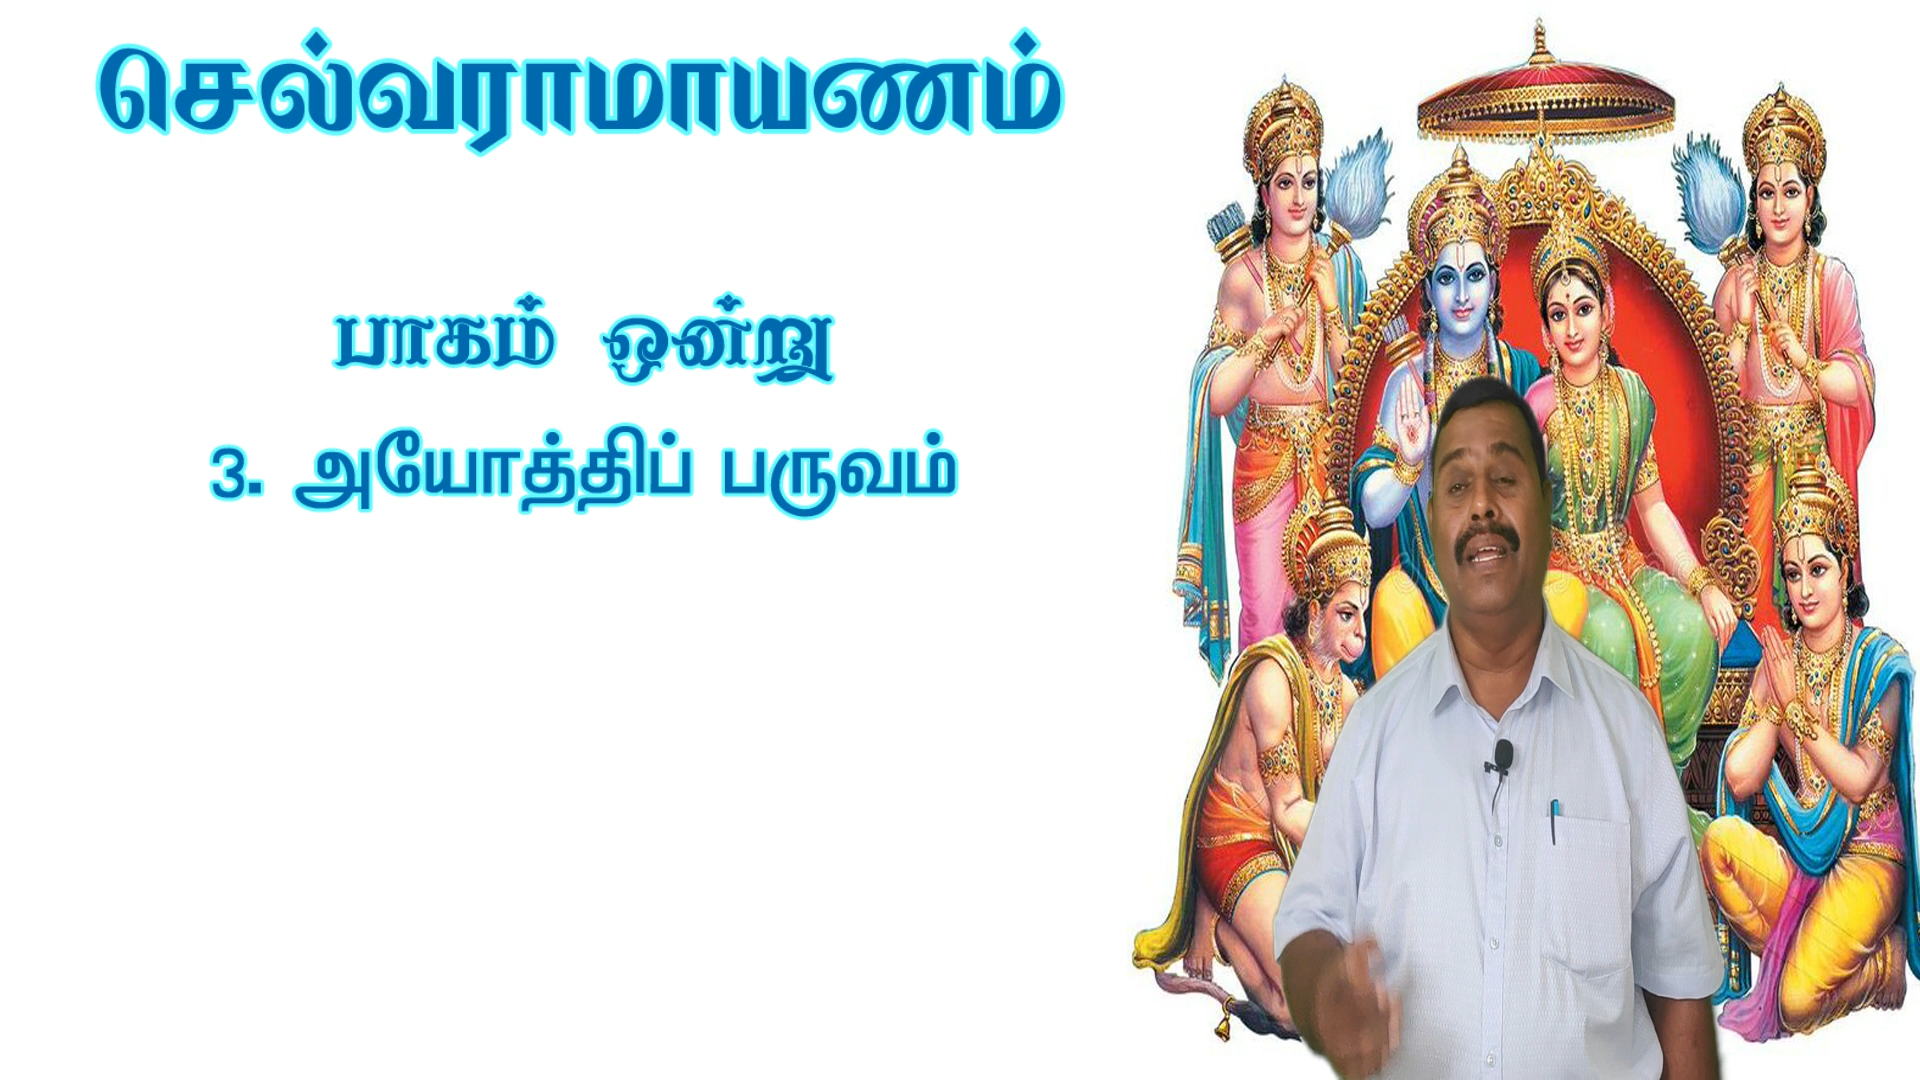 செல்வராமாயணம்
பாகம் ஒன்று
3. அயோத்திப் பருவம்